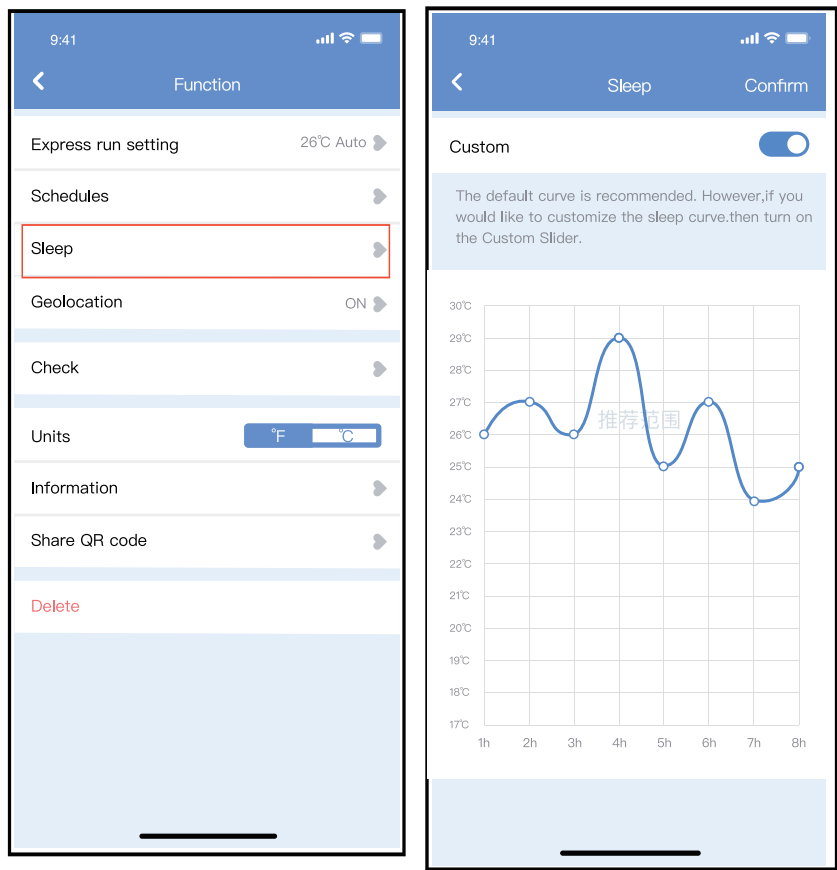 9:41
Function
Express run setting
26℃ Auto
Schedules
Sleep
Geolocation
ON
Check
Units
℉ ℃
Information
Share QR code
Delete
9:41
Sleep
Confirm
Custom
The default curve is recommended. However,if you
would like to customize the sleep curve.then turn on
the Custom Slider.
30℃
29℃
28℃
27℃
推荐范围
26℃
25℃
24℃
23℃
22℃
21℃
20℃
19℃
18℃
17℃
1h 2h 3h 4h 5h 6h 7h 8h